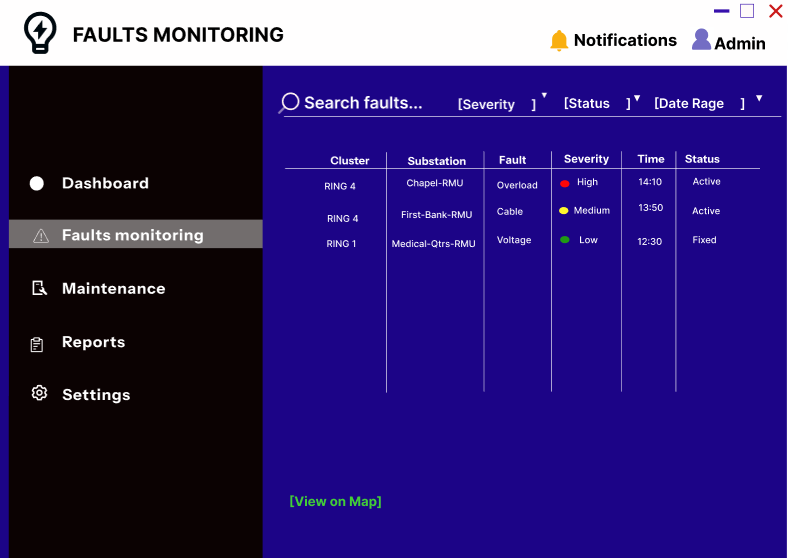 FAULTS MONITORING
Notifications
Admin
Search faults...
[Severity ]
[Status ]
[Date Rage ]
Dashboard
Faults monitoring
Maintenance
Reports
Settings
Cluster Substation Fault Severity Time Status
RING 4 Chapel-RMU Overload High 14:10 Active
RING 4 First-Bank-RMU Cable Medium 13:50 Active
RING 1 Medical-Qtrs-RMU Voltage Low 12:30 Fixed
[View on Map]